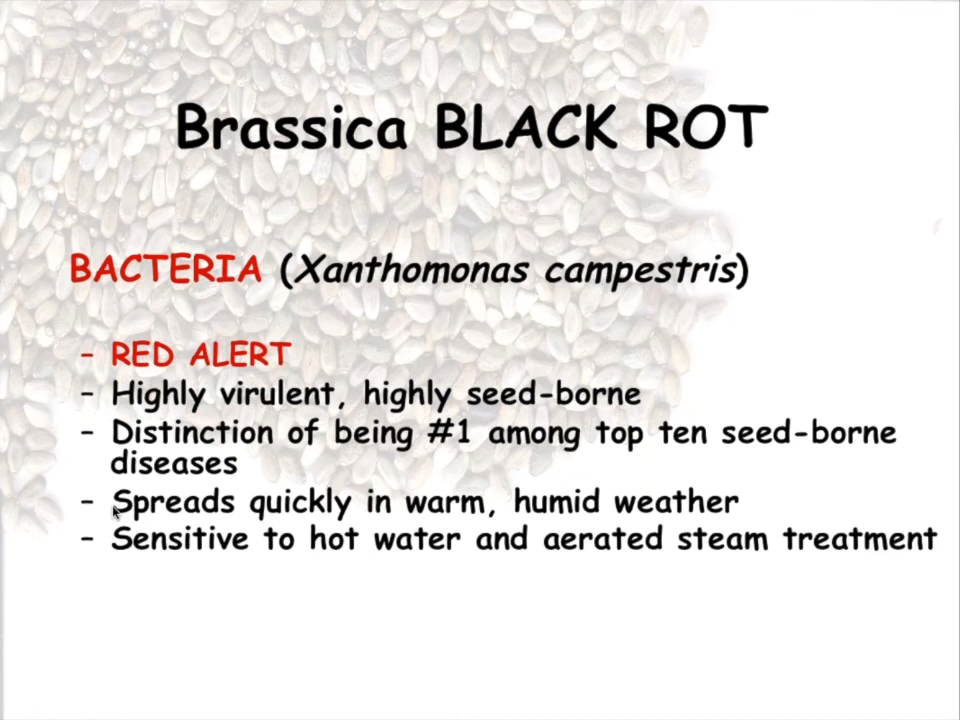 Brassica BLACK ROT
BACTERIA (Xanthomonas campestris)
– RED ALERT
– Highly virulent, highly seed-borne
– Distinction of being #1 among top ten seed-borne
diseases
– Spreads quickly in warm, humid weather
– Sensitive to hot water and aerated steam treatment